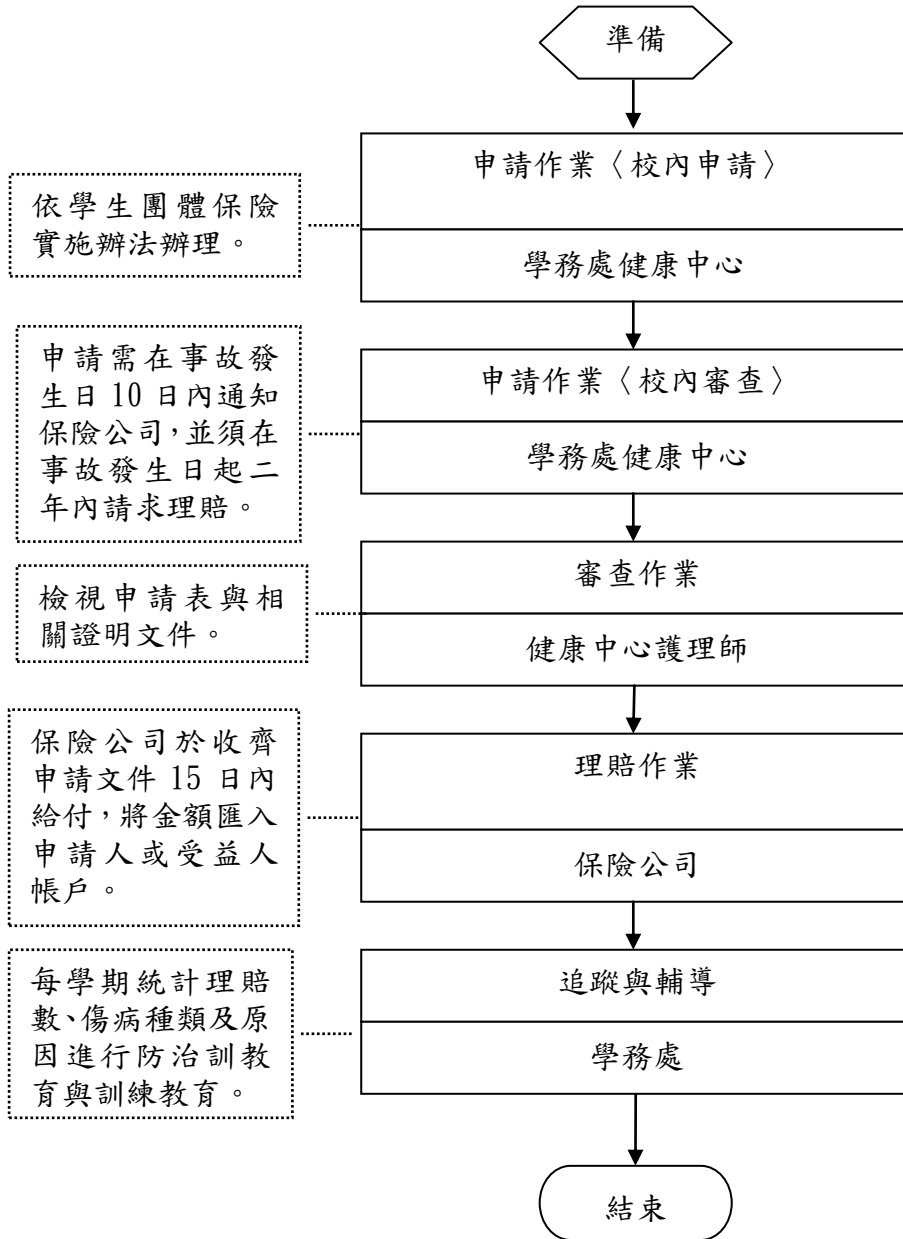 準備
申請作業〈校內申請〉
依學生團體保險
實施辦法辦理。
學務處健康中心
申請需在事故發
生日 10 日內通知
保險公司，並須在
事故發生日起二
年內請求理賠。
申請作業〈校內審查〉
學務處健康中心
審查作業
檢視申請表與相
關證明文件。
健康中心護理師
保險公司於收齊
申請文件 15 日內
給付，將金額匯入
申請人或受益人
帳戶。
理賠作業
保險公司
每學期統計理賠
數、傷病種類及原
因進行防治訓教
育與訓練教育。
追蹤與輔導
學務處
結束